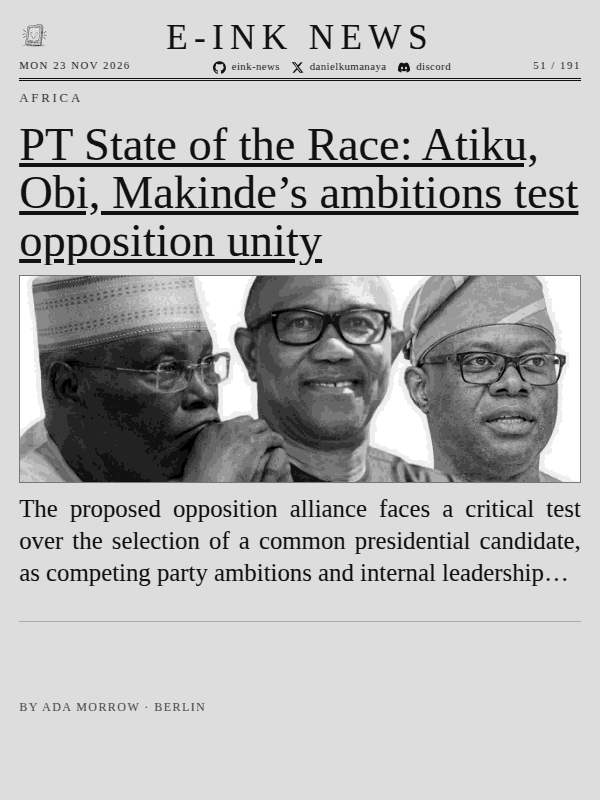 E-INK NEWS
MON 23 NOV 2026
eink-news danielkumanaya discord
51 / 191
AFRICA
PT State of the Race: Atiku,
Obi, Makinde’s ambitions test
opposition unity
The proposed opposition alliance faces a critical test
over the selection of a common presidential candidate,
as competing party ambitions and internal leadership…
BY ADA MORROW · BERLIN